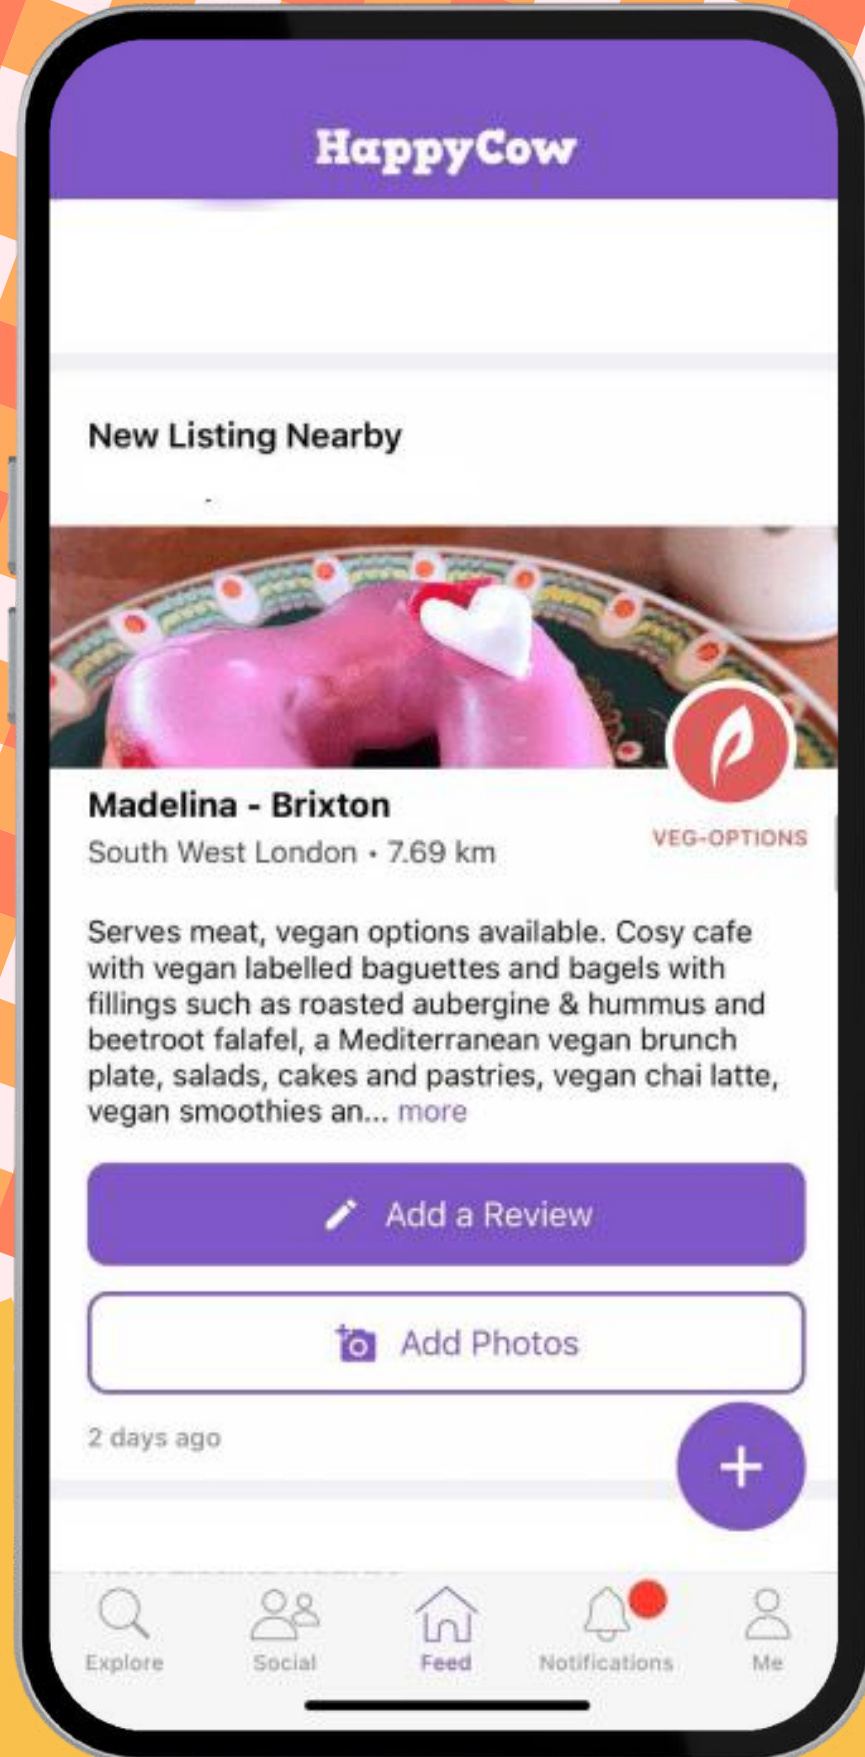 HappyCow
New Listing Nearby
Madelina - Brixton
South West London • 7.69 km
VEG-OPTIONS
Serves meat, vegan options available. Cosy cafe
with vegan labelled baguettes and bagels with
fillings such as roasted aubergine & hummus and
beetroot falafel, a Mediterranean vegan brunch
plate, salads, cakes and pastries, vegan chai latte,
vegan smoothies an... more
Add a Review
Add Photos
2 days ago
Explore
Social
Feed
Notifications
Me